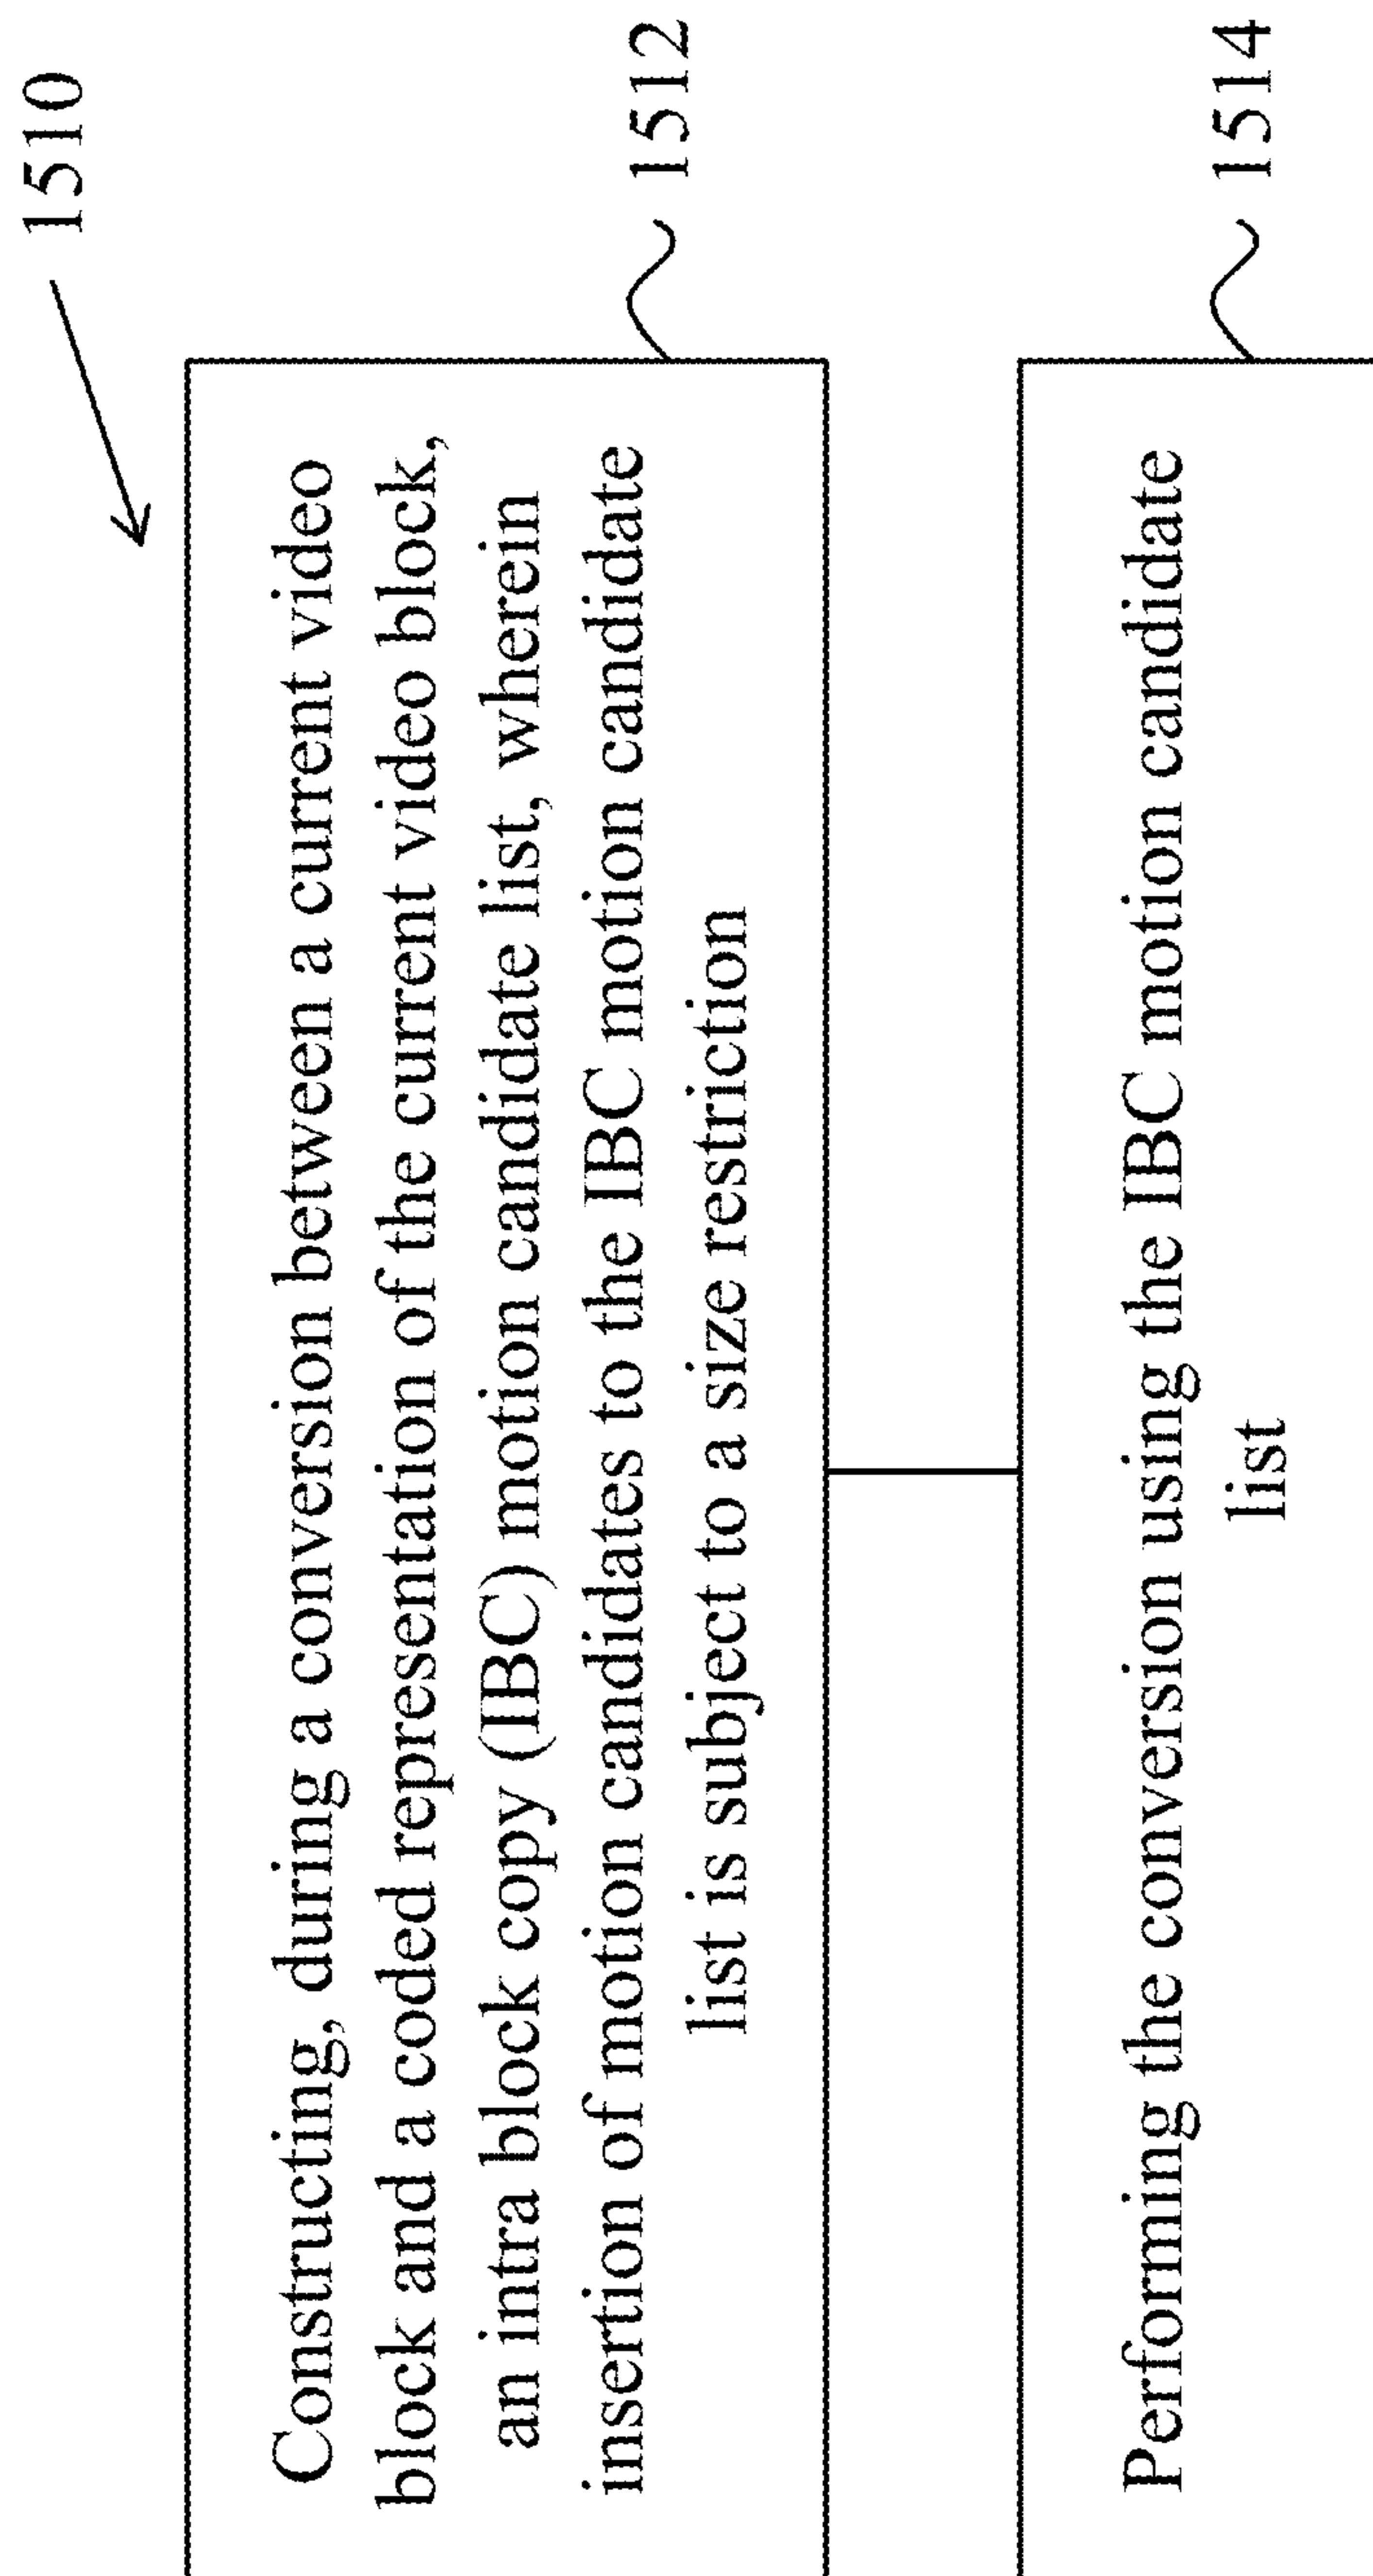 1510
Constructing, during a conversion between a current video
block and a coded representation of the current video block,
an intra block copy (IBC) motion candidate list, wherein
insertion of motion candidates to the IBC motion candidate
list is subject to a size restriction
1512
Performing the conversion using the IBC motion candidate
list
1514